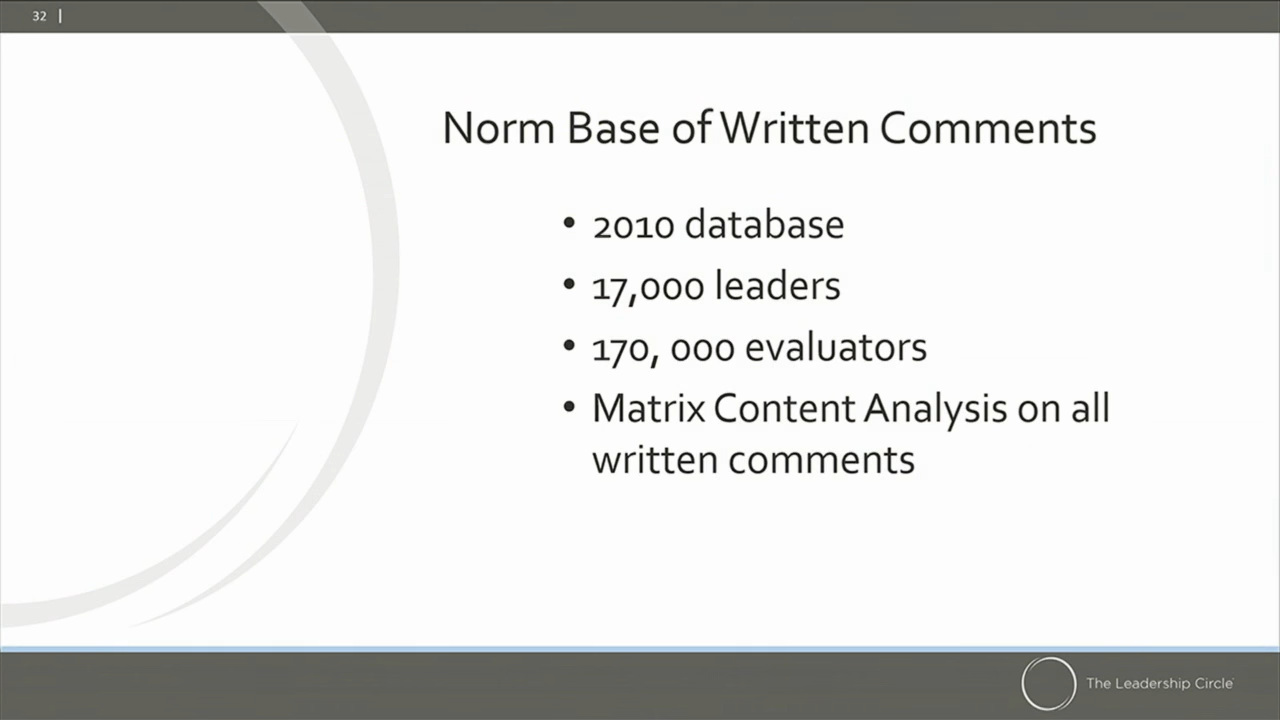 32 |
Norm Base of Written Comments
• 2010 database
• 17,000 leaders
• 170, 000 evaluators
• Matrix Content Analysis on all
written comments
The Leadership Circle